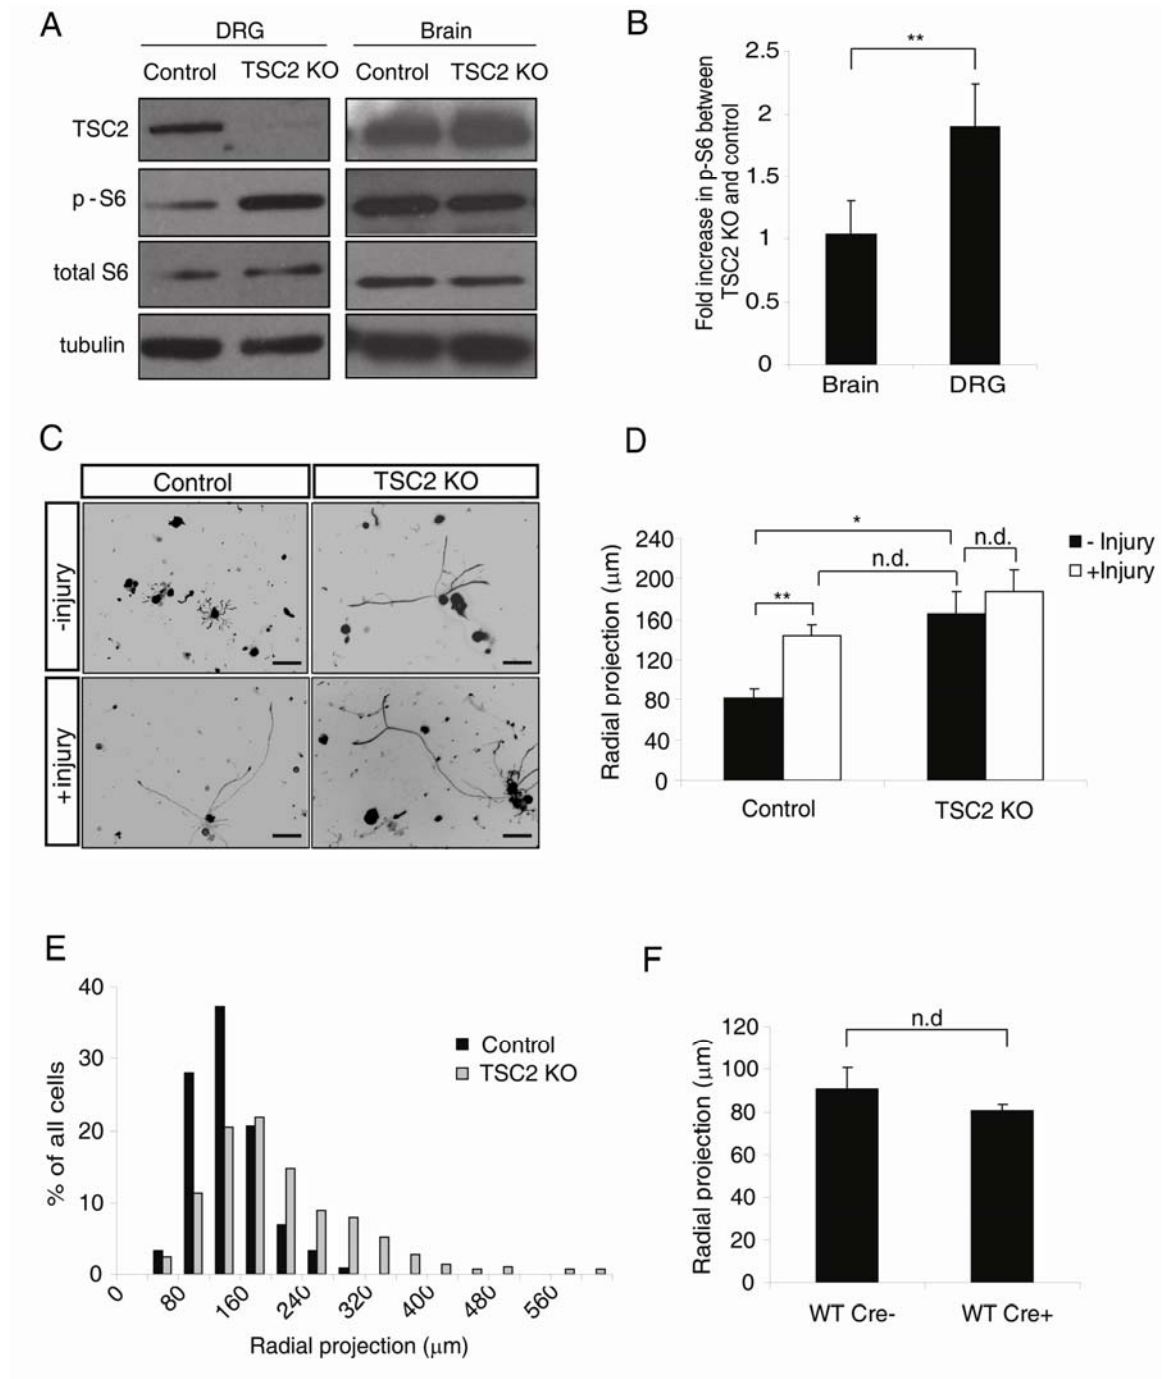 A
DRG
Brain
Control
TSC2 KO
Control
TSC2 KO
TSC2
p-S6
total S6
tubulin
B
**
Fold increase in p-S6 between
TSC2 KO and control
2.5
2
1.5
1
0.5
0
Brain
DRG
C
Control
TSC2 KO
-injury
+injury
D
Radial projection (μm)
240
200
160
120
80
40
0
*
n.d.
n.d.
**
- Injury
+Injury
Control
TSC2 KO
E
% of all cells
40
30
20
10
0
Control
TSC2 KO
0
80
160
240
320
400
480
560
Radial projection (μm)
F
Radial projection (μm)
120
100
80
60
40
20
0
n.d
WT Cre-
WT Cre+